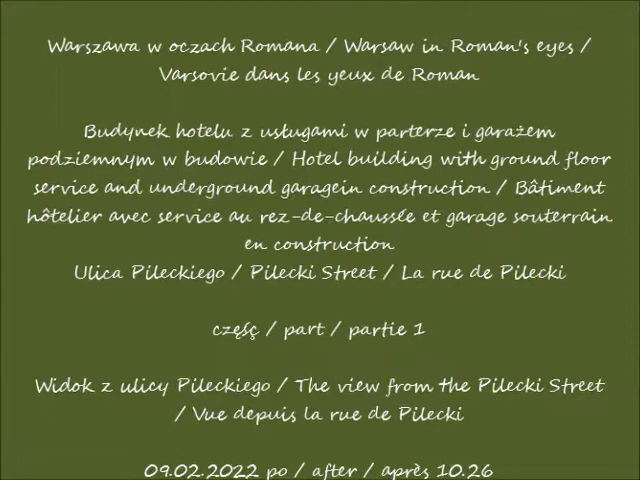 Warszawa w oczach Romana / Warsaw in Roman's eyes /
Varsovie dans les yeux de Roman
Budynek hotelu z usługami w parterze i garażem
podziemnym w budowie / Hotel building with ground floor
service and underground garagein construction / Bâtiment
hôtelier avec service au rez-de-chaussée et garage souterrain
en construction
Ulica Pileckiego / Pilecki Street / La rue de Pilecki
częśç / part / partie 1
Widok z ulicy Pileckiego / The view from the Pilecki Street
/ Vue depuis la rue de Pilecki
09.02.2022 po / after / après 10.26